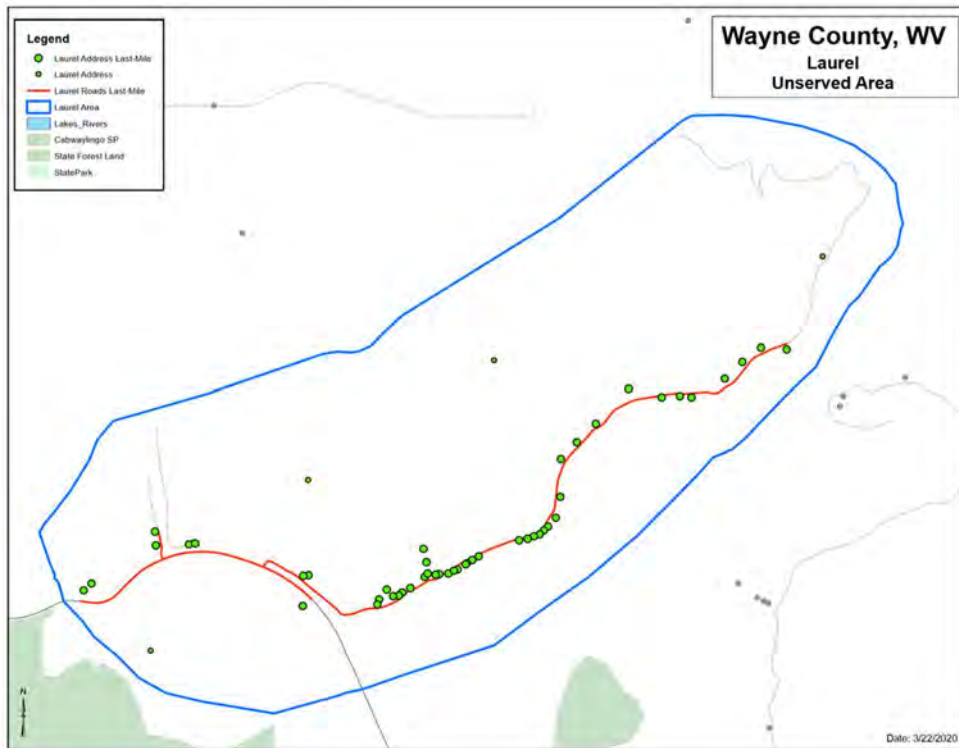 Wayne County, WV
Laurel
Unserved Area
Legend
Laurel Address Last-Mile
Laurel Address
Laurel Roads Last-Mile
Laurel Area
Lakes_Rivers
Cabwaylingo SP
State Forest Land
StatePark
N
Date: 3/22/2020